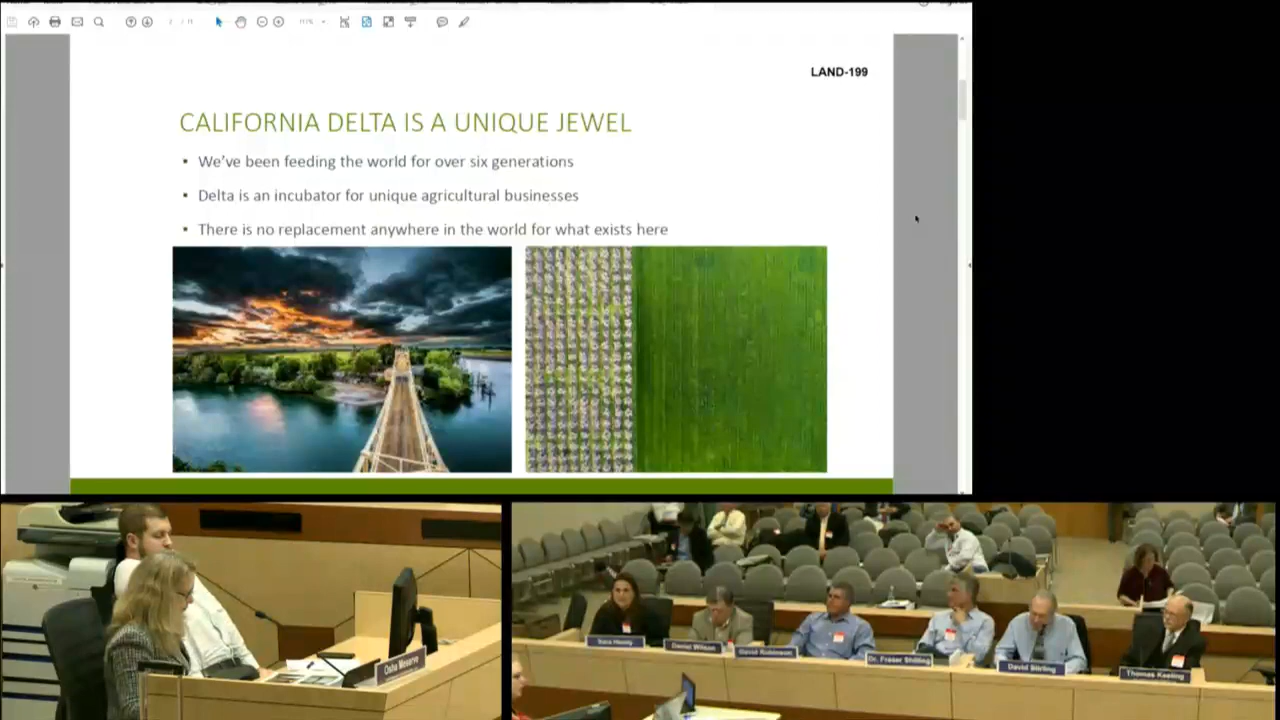 LAND-199
CALIFORNIA DELTA IS A UNIQUE JEWEL
▪ We've been feeding the world for over six generations
▪ Delta is an incubator for unique agricultural businesses
▪ There is no replacement anywhere in the world for what exists here
Osha Meserve
Daniel Wilson
David Robinson
Dr. Fraser Shilling
David Stirling
Thomas Keeling